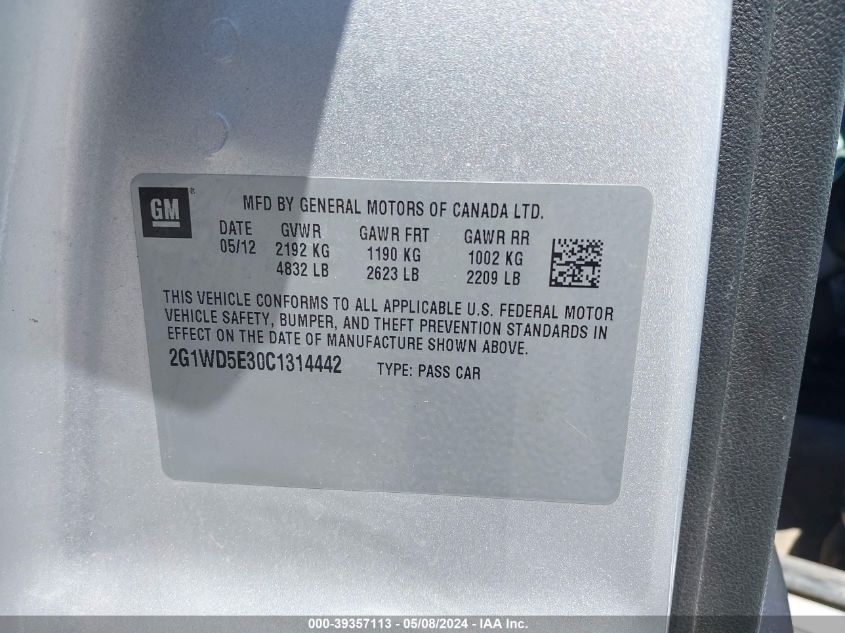 GM
MFD BY GENERAL MOTORS OF CANADA LTD.
DATE GVWR GAWR FRT GAWR RR
05/12 2192 KG 1190 KG 1002 KG
4832 LB 2623 LB 2209 LB
THIS VEHICLE CONFORMS TO ALL APPLICABLE U.S. FEDERAL MOTOR
VEHICLE SAFETY, BUMPER, AND THEFT PREVENTION STANDARDS IN
EFFECT ON THE DATE OF MANUFACTURE SHOWN ABOVE.
2G1WD5E30C1314442 TYPE: PASS CAR
000-39357113 - 05/08/2024 - IAA Inc.